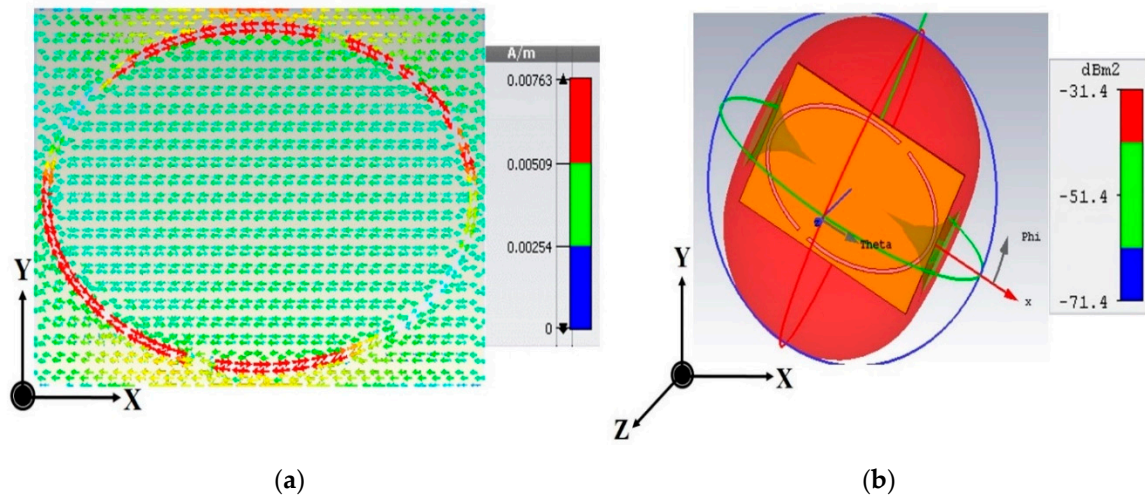 A/m
0.00763
0.00509
0.00254
0
Y
X
(a)
dBm2
-31.4
-51.4
-71.4
Theta
Phi
x
Y
X
Z
(b)